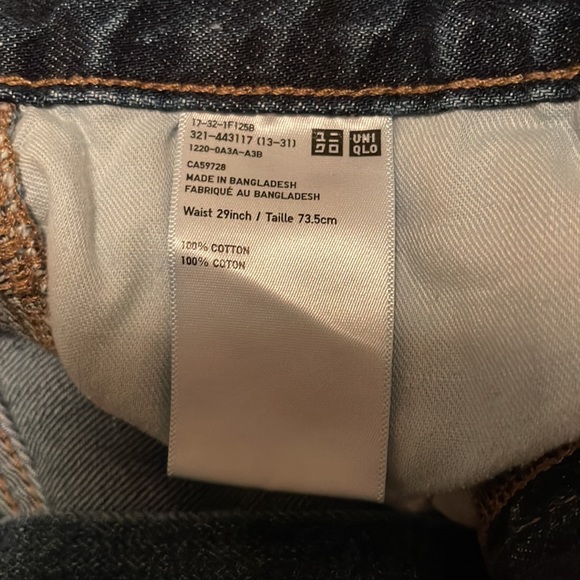 17-32-1F125B
321-443117 (13-31)
1220-0A3A-A3B
ユニ
クロ
UNI
QLO
CA59728
MADE IN BANGLADESH
FABRIQUÉ AU BANGLADESH
Waist 29inch / Taille 73.5cm
100% COTTON
100% COTON